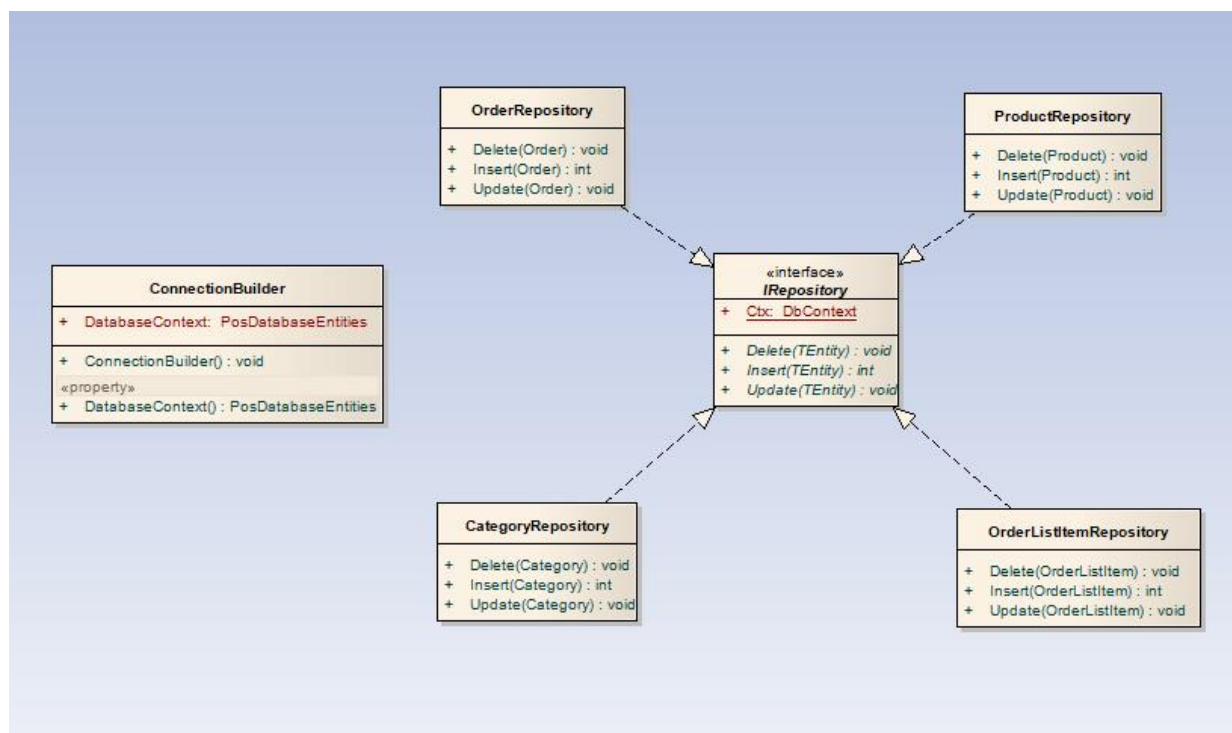 OrderRepository
+ Delete(Order) : void
+ Insert(Order) : int
+ Update(Order) : void
ProductRepository
+ Delete(Product) : void
+ Insert(Product) : int
+ Update(Product) : void
ConnectionBuilder
+ DatabaseContext: PosDatabaseEntities
+ ConnectionBuilder() : void
«property»
+ DatabaseContext() : PosDatabaseEntities
«interface»
IRepository
+ Ctx: DbContext
+ Delete(TEntity) : void
+ Insert(TEntity) : int
+ Update(TEntity) : void
CategoryRepository
+ Delete(Category) : void
+ Insert(Category) : int
+ Update(Category) : void
OrderListItemRepository
+ Delete(OrderListItem) : void
+ Insert(OrderListItem) : int
+ Update(OrderListItem) : void